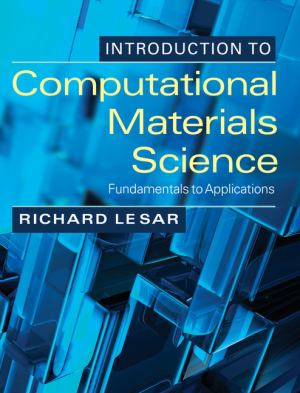 INTRODUCTION TO
Computational
Materials
Science
Fundamentals to Applications
RICHARD LESAR